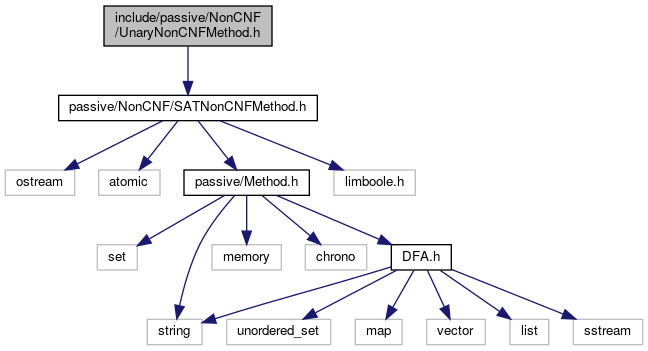 include/passive/NonCNF
/UnaryNonCNFMethod.h
passive/NonCNF/SATNonCNFMethod.h
ostream
atomic
passive/Method.h
limboole.h
set
memory
chrono
DFA.h
string
unordered_set
map
vector
list
sstream